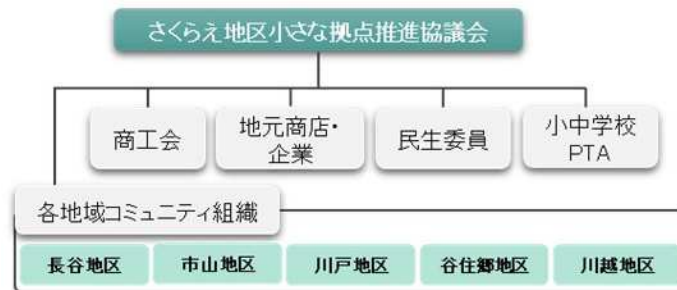 さくらえ地区小さな拠点推進協議会
商工会
地元商店・
企業
民生委員
小中学校
PTA
各地域コミュニティ組織
長谷地区
市山地区
川戸地区
谷住郷地区
川越地区